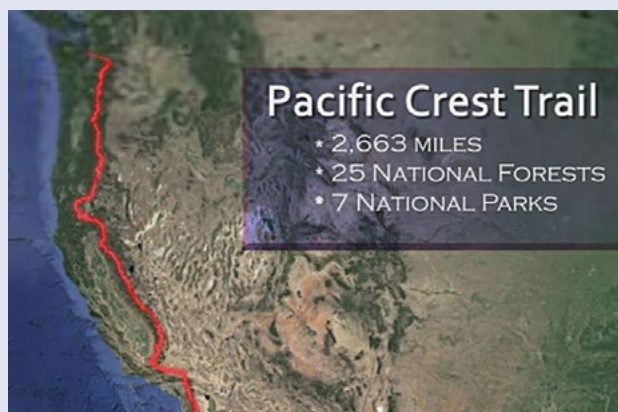 Pacific Crest Trail
* 2,663 MILES
* 25 NATIONAL FORESTS
* 7 NATIONAL PARKS